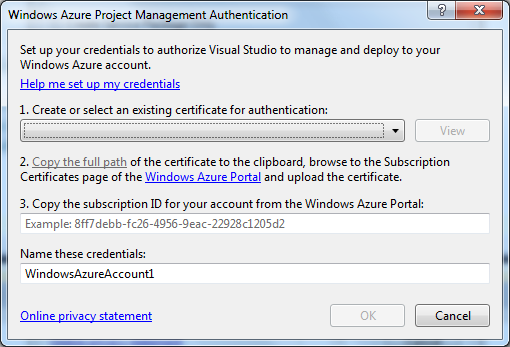 Windows Azure Project Management Authentication
Set up your credentials to authorize Visual Studio to manage and deploy to your
Windows Azure account.
Help me set up my credentials
1. Create or select an existing certificate for authentication:
View
2. Copy the full path of the certificate to the clipboard, browse to the Subscription
Certificates page of the Windows Azure Portal and upload the certificate.
3. Copy the subscription ID for your account from the Windows Azure Portal:
Example: 8ff7debb-fc26-4956-9eac-22928c1205d2
Name these credentials:
WindowsAzureAccount1
Online privacy statement
OK
Cancel